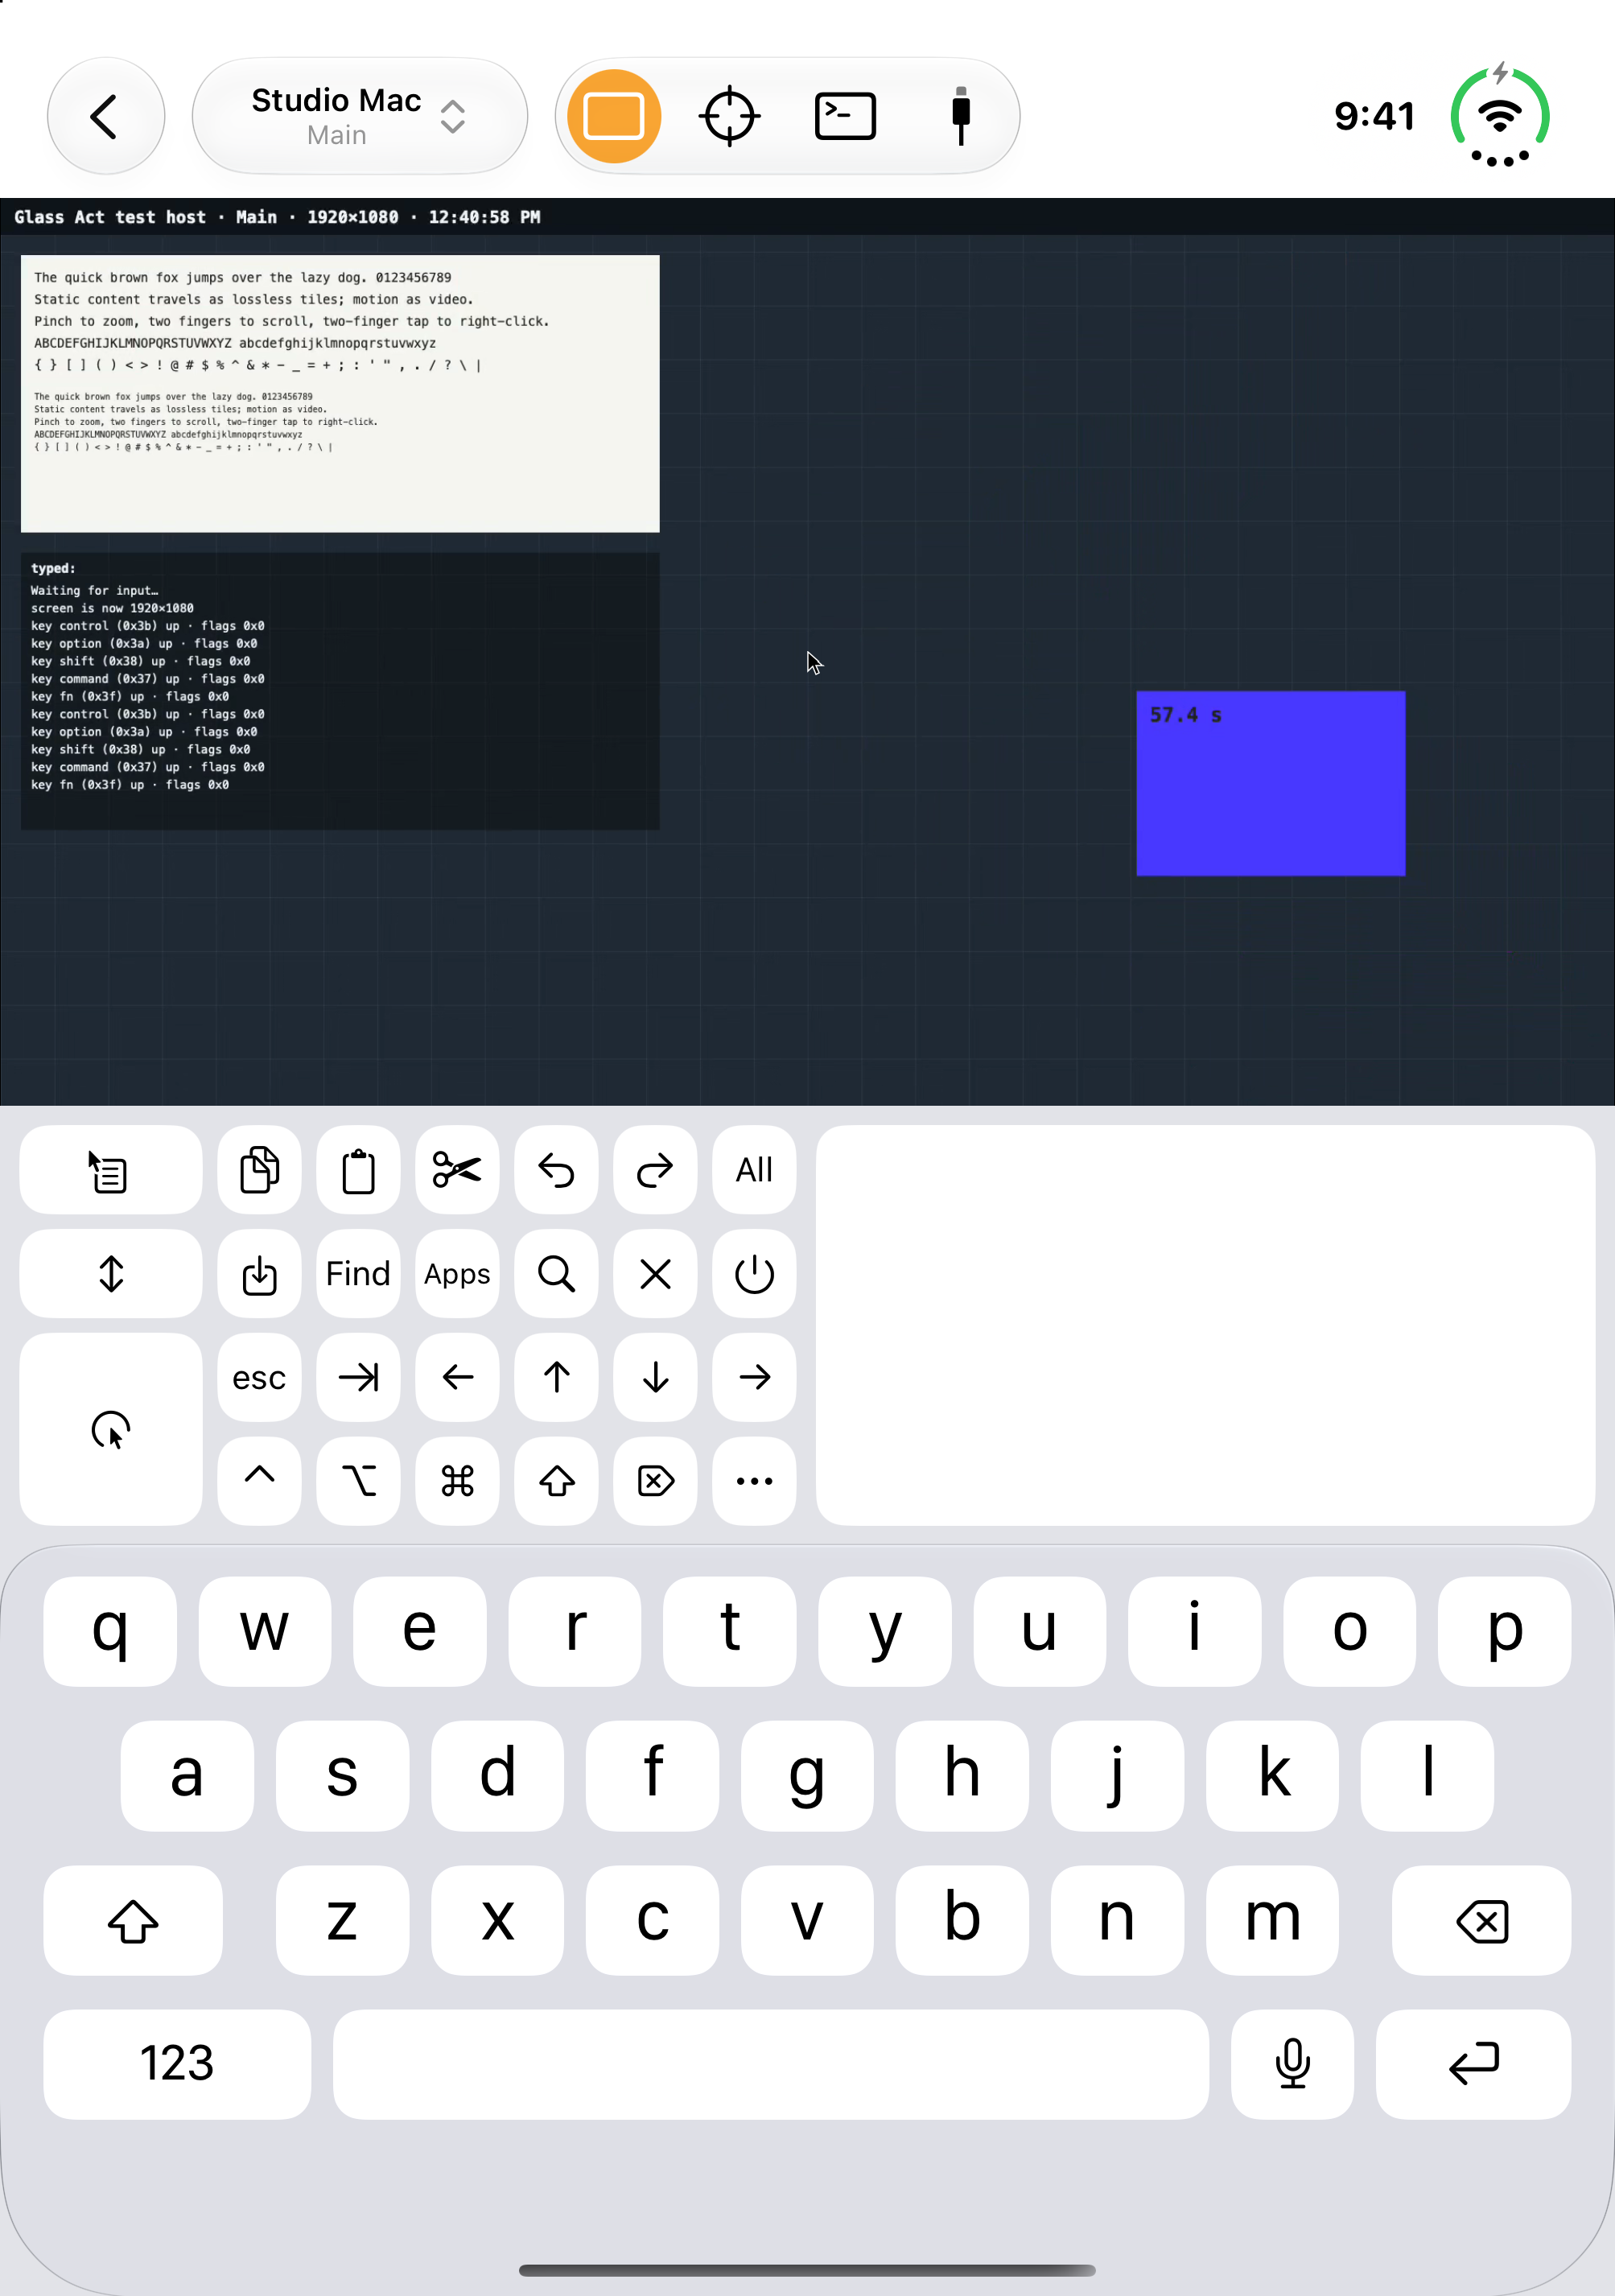 Studio Mac
Main
9:41
Glass Act test host · Main · 1920×1080 · 12:40:58 PM
The quick brown fox jumps over the lazy dog. 0123456789
Static content travels as lossless tiles; motion as video.
Pinch to zoom, two fingers to scroll, two-finger tap to right-click.
ABCDEFGHIJKLMNOPQRSTUVWXYZ abcdefghijklmnopqrstuvwxyz
{ } [ ] ( ) < > ! @ # $ % ^ & * - _ = + ; : ' " , . / ? \ |
The quick brown fox jumps over the lazy dog. 0123456789
Static content travels as lossless tiles; motion as video.
Pinch to zoom, two fingers to scroll, two-finger tap to right-click.
ABCDEFGHIJKLMNOPQRSTUVWXYZ abcdefghijklmnopqrstuvwxyz
{ } [ ] ( ) < > ! @ # $ % ^ & * - _ = + ; : ' " , . / ? \ |
typed:
Waiting for input…
screen is now 1920×1080
key control (0x3b) up · flags 0x0
key option (0x3a) up · flags 0x0
key shift (0x38) up · flags 0x0
key command (0x37) up · flags 0x0
key fn (0x3f) up · flags 0x0
key control (0x3b) up · flags 0x0
key option (0x3a) up · flags 0x0
key shift (0x38) up · flags 0x0
key command (0x37) up · flags 0x0
key fn (0x3f) up · flags 0x0
57.4 s
All
Find Apps
esc
q w e r t y u i o p
a s d f g h j k l
z x c v b n m
123